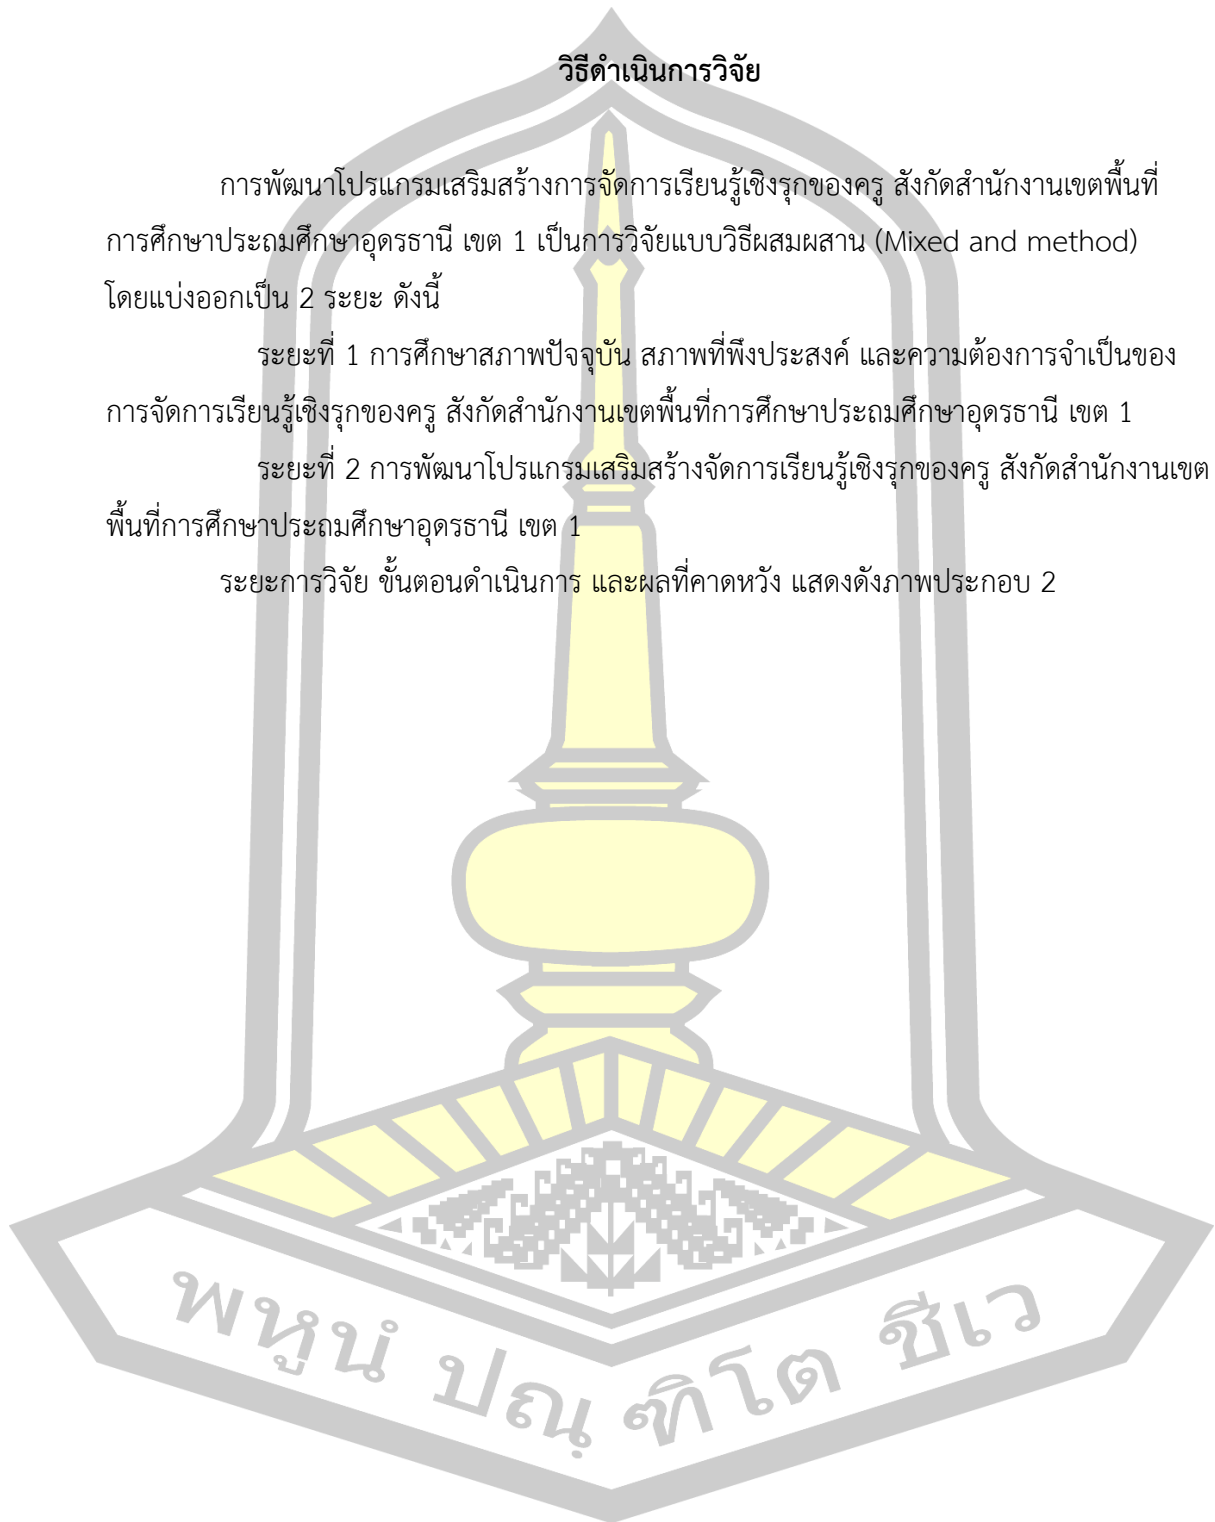 วิธีดำเนินการวิจัย
การพัฒนาโปรแกรมเสริมสร้างการจัดการเรียนรู้เชิงรุกของครู สังกัดสำนักงานเขตพื้นที่
การศึกษาประถมศึกษาอุดรธานี เขต 1 เป็นการวิจัยแบบวิธีผสมผสาน (Mixed and method)
โดยแบ่งออกเป็น 2 ระยะ ดังนี้
ระยะที่ 1 การศึกษาสภาพปัจจุบัน สภาพที่พึงประสงค์ และความต้องการจำเป็นของ
การจัดการเรียนรู้เชิงรุกของครู สังกัดสำนักงานเขตพื้นที่การศึกษาประถมศึกษาอุดรธานี เขต 1
ระยะที่ 2 การพัฒนาโปรแกรมเสริมสร้างจัดการเรียนรู้เชิงรุกของครู สังกัดสำนักงานเขต
พื้นที่การศึกษาประถมศึกษาอุดรธานี เขต 1
ระยะการวิจัย ขั้นตอนดำเนินการ และผลที่คาดหวัง แสดงดังภาพประกอบ 2
พหูนํ ปณฺฑิโต ชีเว